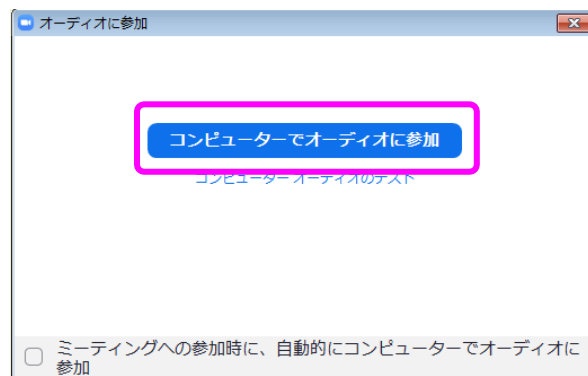 オーディオに参加
コンピューターでオーディオに参加
コンピューター オーディオのテスト
ミーティングへの参加時に、自動的にコンピューターでオーディオに
参加